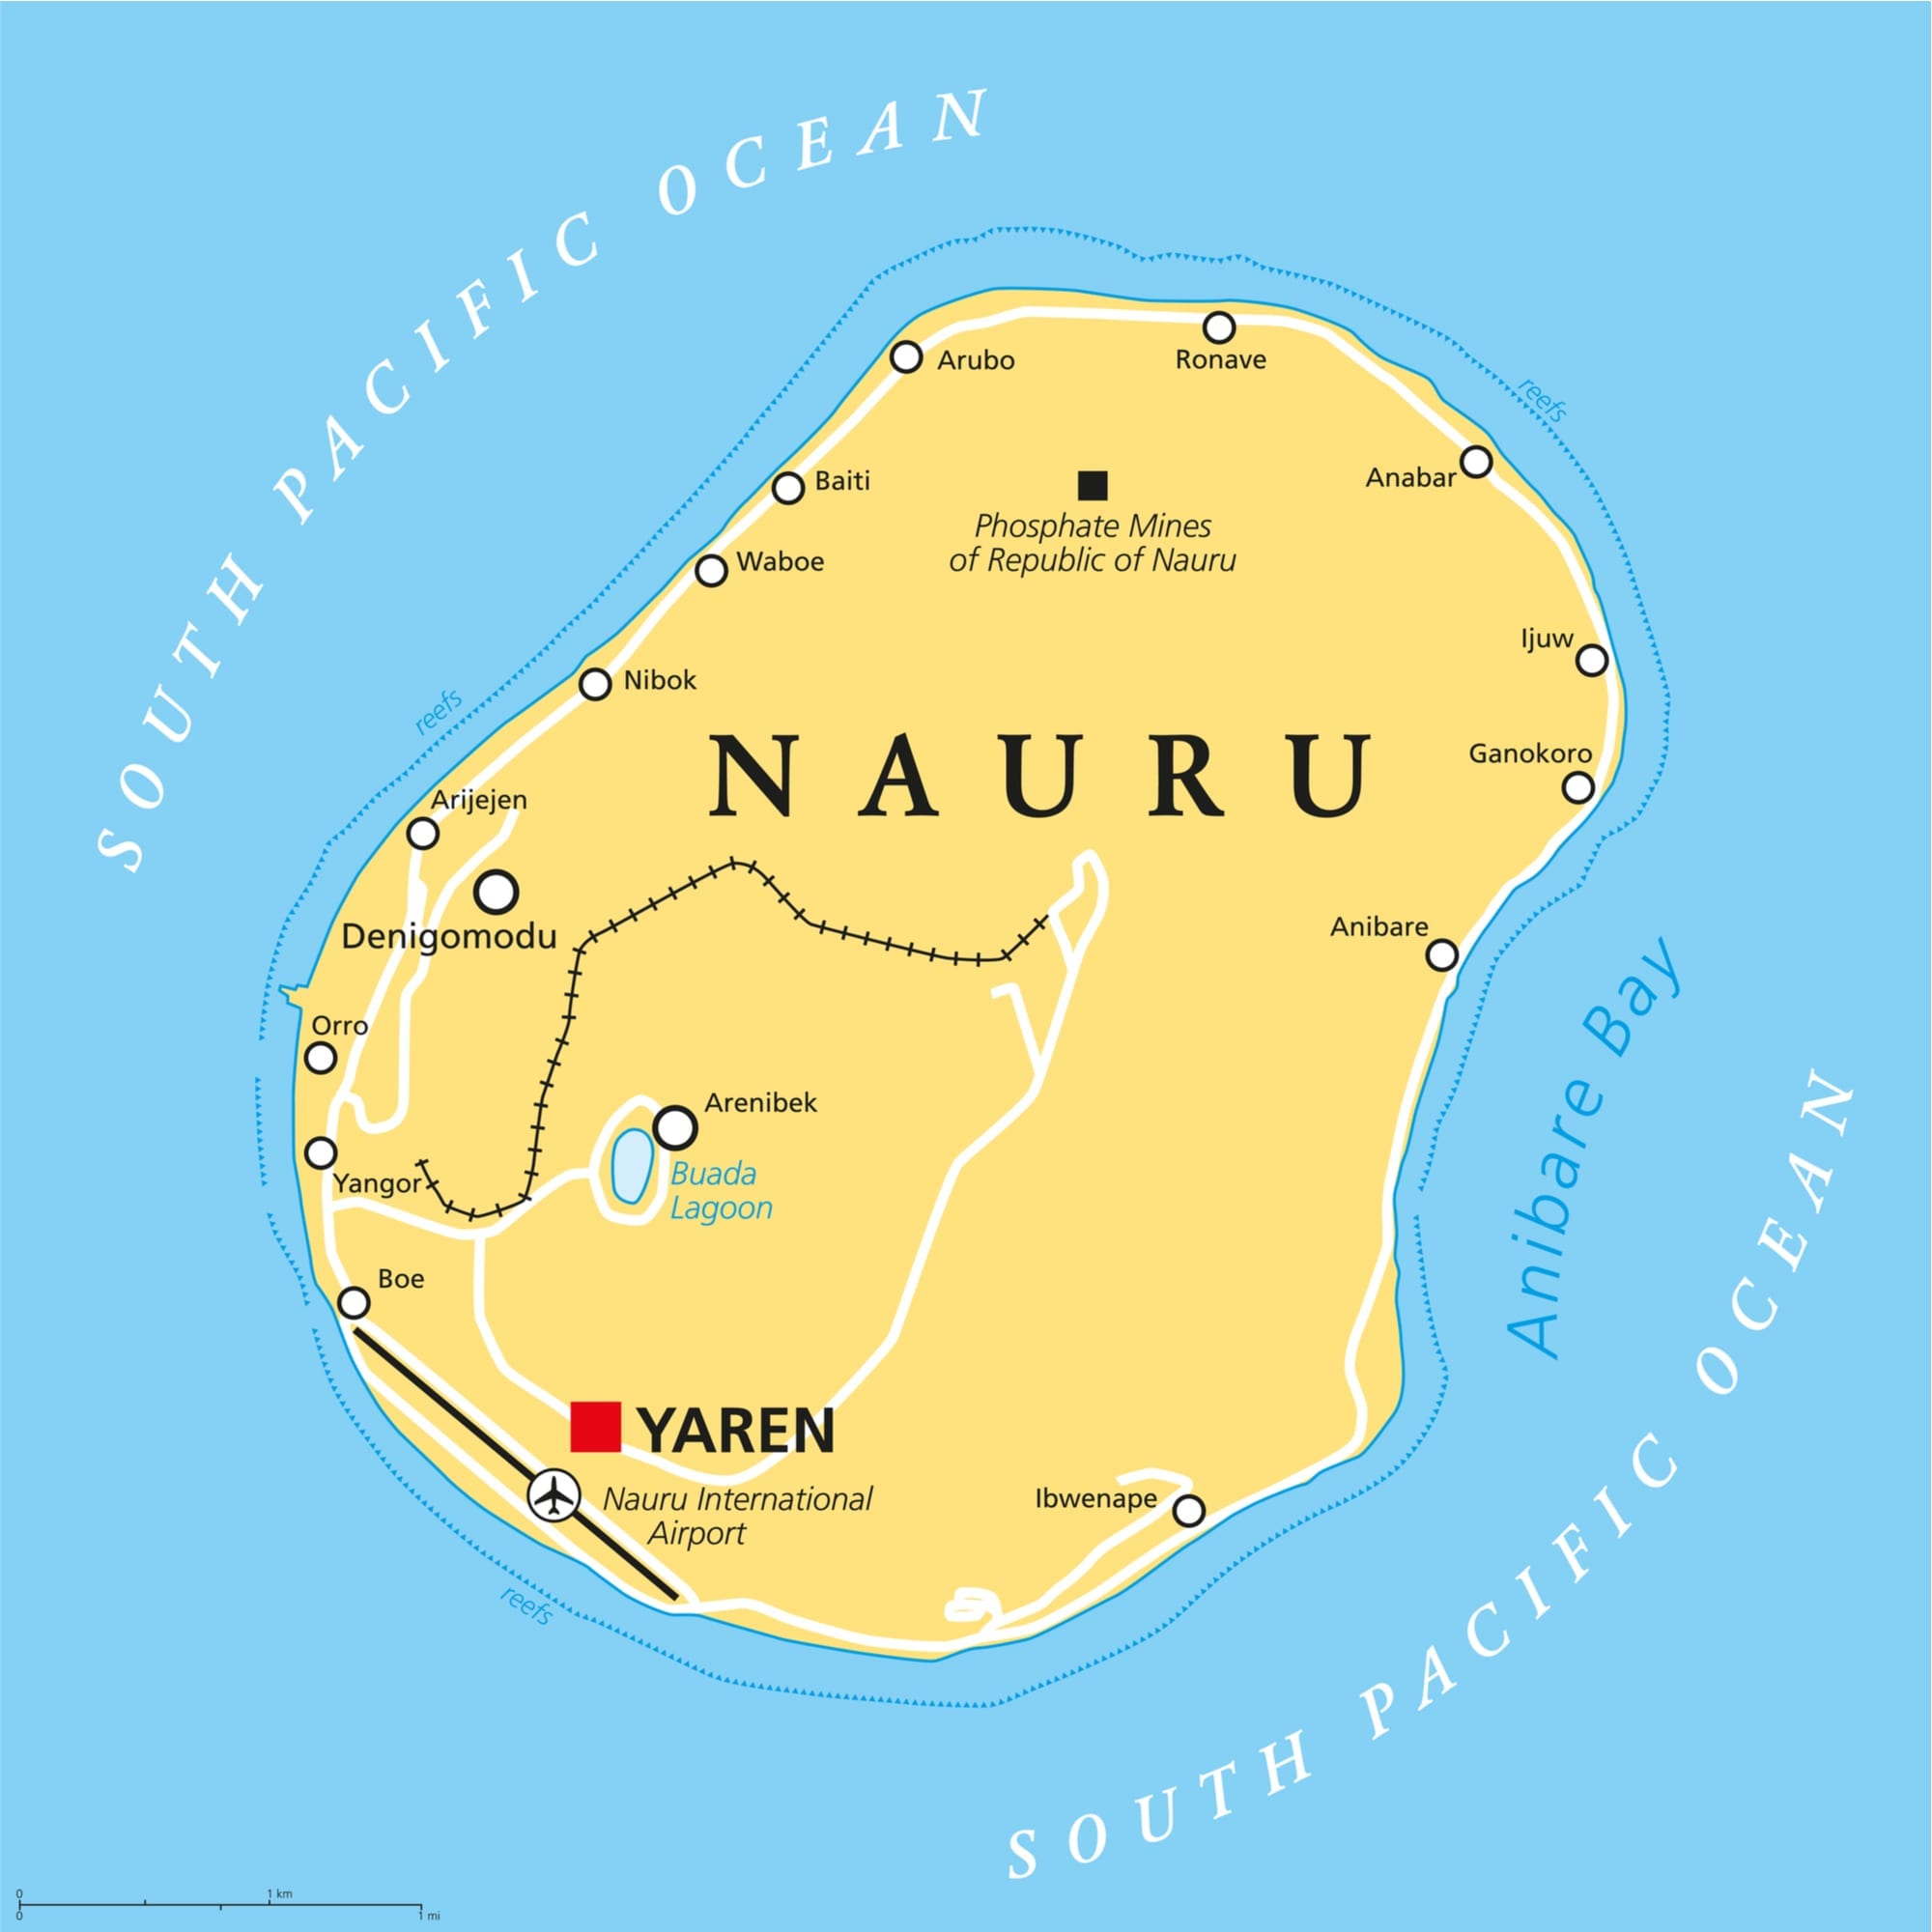 SOUTH PACIFIC OCEAN
reefs
Arubo
Ronave
Anabar
Baiti
Phosphate Mines
of Republic of Nauru
Waboe
Ijuw
Nibok
reefs
NAURU
Ganokoro
Arijejen
Denigomodu
Anibare
Orro
Anibare Bay
Arenibek
Buada
Lagoon
Yangor
Boe
YAREN
Nauru International
Airport
Ibwenape
reefs
SOUTH PACIFIC OCEAN
0 1 km
0 1 mi